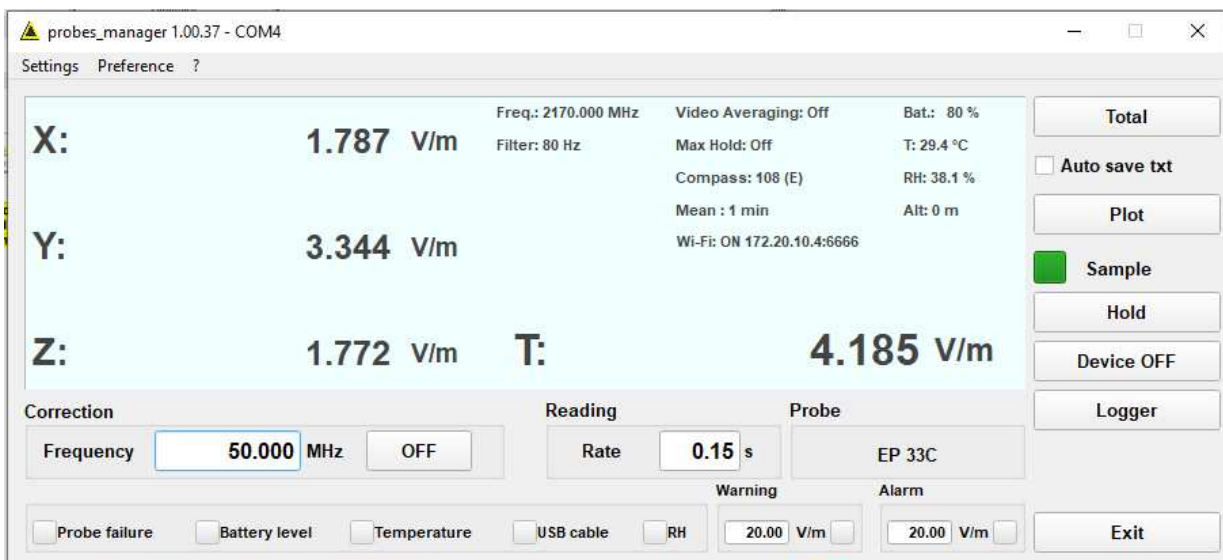 probes_manager 1.00.37 - COM4
Settings Preference ?
X: 1.787 V/m
Freq.: 2170.000 MHz Video Averaging: Off Bat.: 80 %
Filter: 80 Hz Max Hold: Off T: 29.4 °C
Compass: 108 (E) RH: 38.1 %
Mean : 1 min Alt: 0 m
Y: 3.344 V/m
Wi-Fi: ON 172.20.10.4:6666
Z: 1.772 V/m T: 4.185 V/m
Total
Auto save txt
Plot
Sample
Hold
Device OFF
Logger
Correction Reading Probe
Frequency 50.000 MHz OFF Rate 0.15 s EP 33C
Warning Alarm
Probe failure Battery level Temperature USB cable RH 20.00 V/m 20.00 V/m
Exit